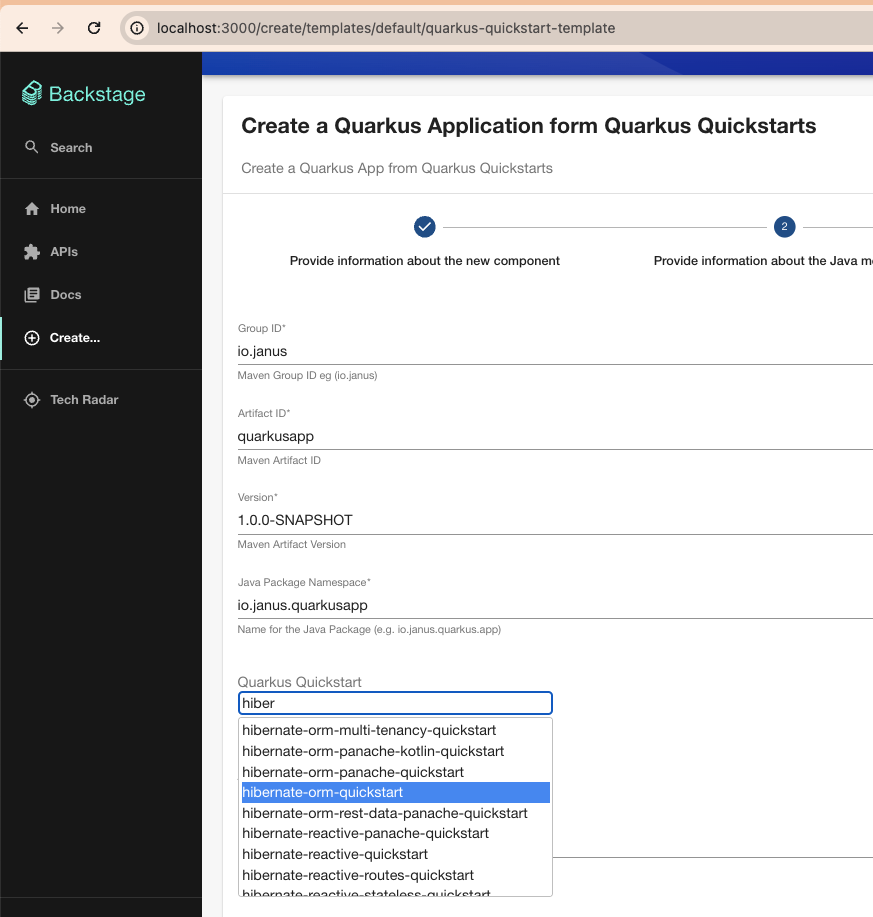 localhost:3000/create/templates/default/quarkus-quickstart-template
Backstage
Search
Home
APIs
Docs
Create...
Tech Radar
Create a Quarkus Application form Quarkus Quickstarts
Create a Quarkus App from Quarkus Quickstarts
2
Provide information about the new component
Provide information about the Java me
Group ID*
io.janus
Maven Group ID eg (io.janus)
Artifact ID*
quarkusapp
Maven Artifact ID
Version*
1.0.0-SNAPSHOT
Maven Artifact Version
Java Package Namespace*
io.janus.quarkusapp
Name for the Java Package (e.g. io.janus.quarkus.app)
Quarkus Quickstart
hiber
hibernate-orm-multi-tenancy-quickstart
hibernate-orm-panache-kotlin-quickstart
hibernate-orm-panache-quickstart
hibernate-orm-quickstart
hibernate-orm-rest-data-panache-quickstart
hibernate-reactive-panache-quickstart
hibernate-reactive-quickstart
hibernate-reactive-routes-quickstart
hibernate-reactive-stateless-quickstart